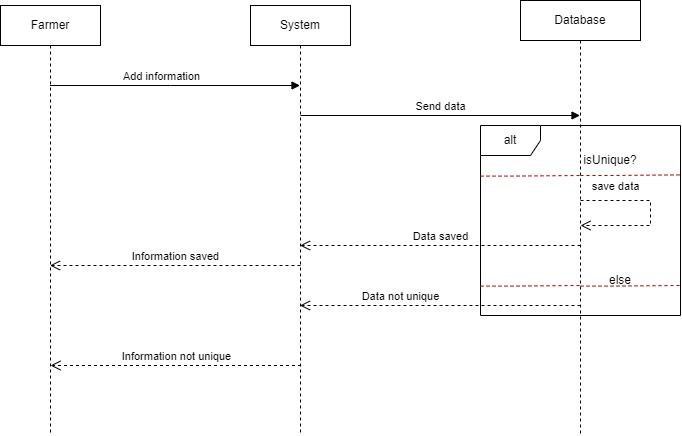 Farmer
System
Database
Add information
Send data
alt
isUnique?
save data
Data saved
Information saved
else
Data not unique
Information not unique